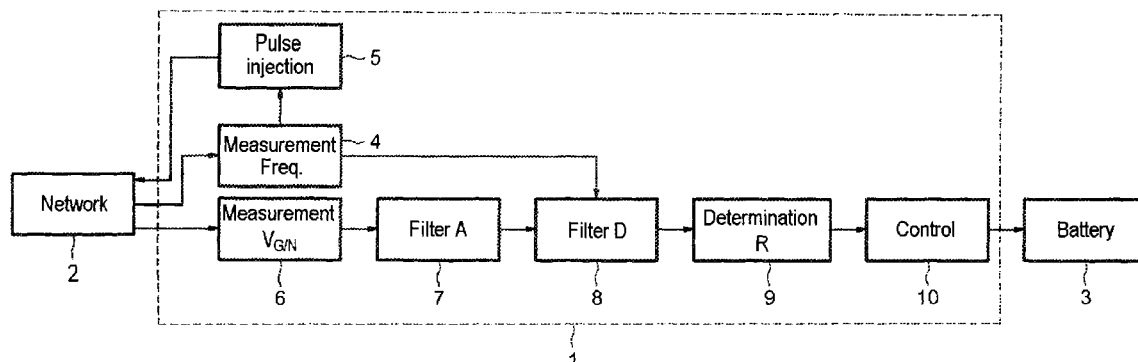 Pulse
injection
5
Measurement
Freq.
4
Network
2
Measurement
V_{G/N}
6
Filter A
7
Filter D
8
Determination
R
9
Control
10
Battery
3
1